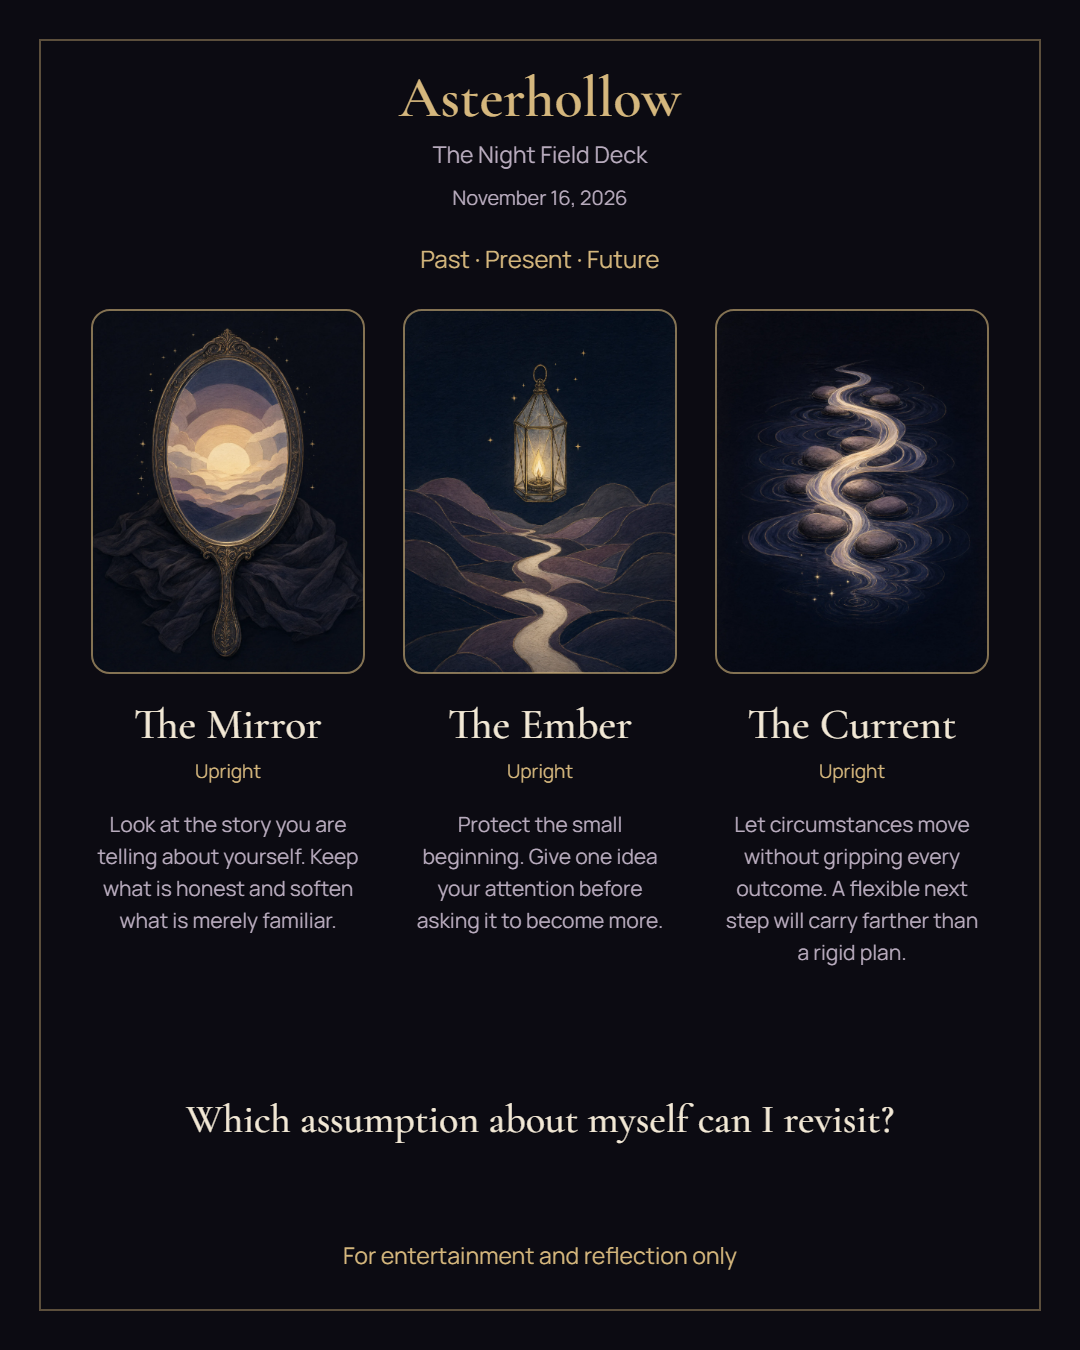 Asterhollow
The Night Field Deck
November 16, 2026
Past · Present · Future
The Mirror
Upright
Look at the story you are
telling about yourself. Keep
what is honest and soften
what is merely familiar.
The Ember
Upright
Protect the small
beginning. Give one idea
your attention before
asking it to become more.
The Current
Upright
Let circumstances move
without gripping every
outcome. A flexible next
step will carry farther than
a rigid plan.
Which assumption about myself can I revisit?
For entertainment and reflection only